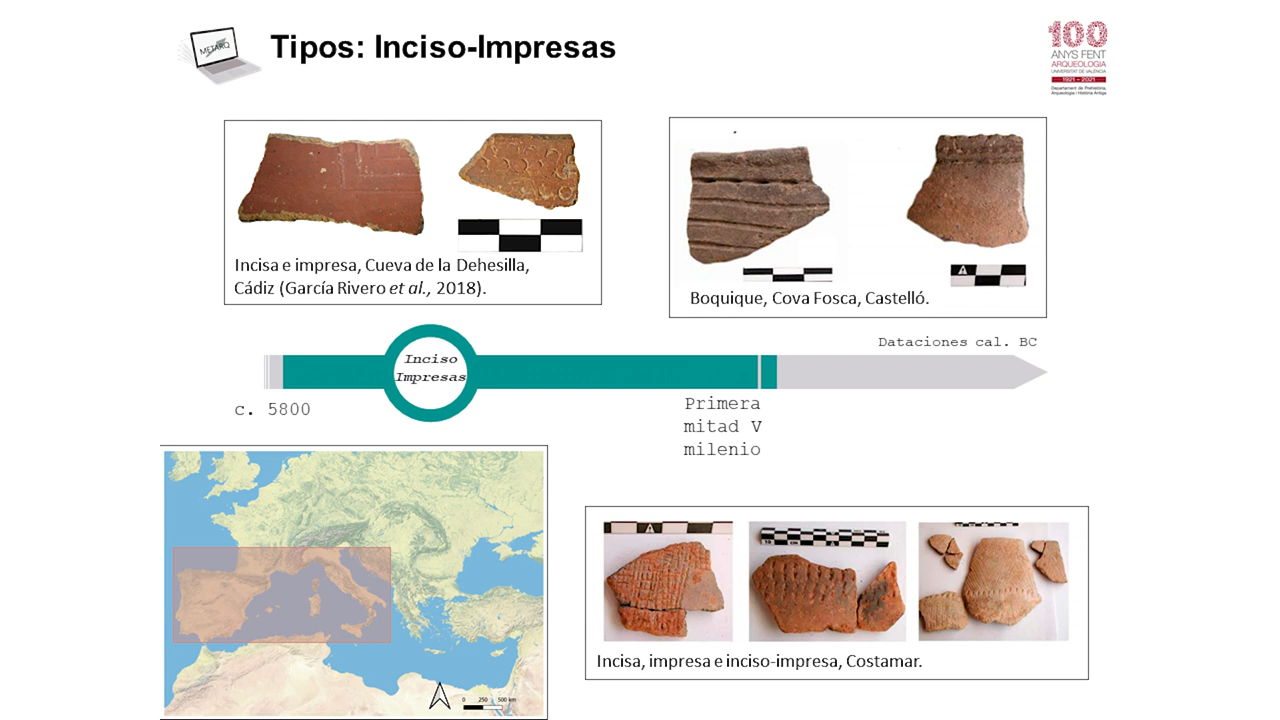 METARQ
Tipos: Inciso-Impresas
100
ANYS FENT
ARQUEOLOGIA
UNIVERSITAT DE VALÈNCIA
1921 – 2021
Departament de Prehistòria,
Arqueologia i Història Antiga
Incisa e impresa, Cueva de la Dehesilla,
Cádiz (García Rivero et al., 2018).
Boquique, Cova Fosca, Castelló.
Dataciones cal. BC
Inciso
Impresas
c. 5800
Primera
mitad V
milenio
0 250 500 km
Incisa, impresa e inciso-impresa, Costamar.